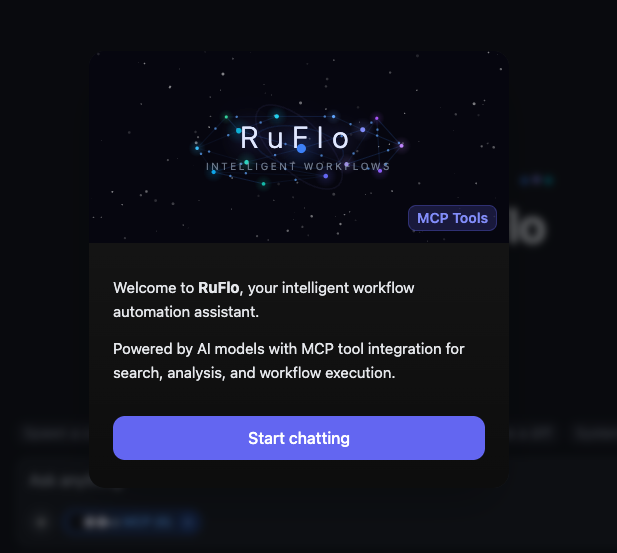 RuFlo
INTELLIGENT WORKFLOWS
MCP Tools
Welcome to RuFlo, your intelligent workflow
automation assistant.
Powered by AI models with MCP tool integration for
search, analysis, and workflow execution.
Start chatting